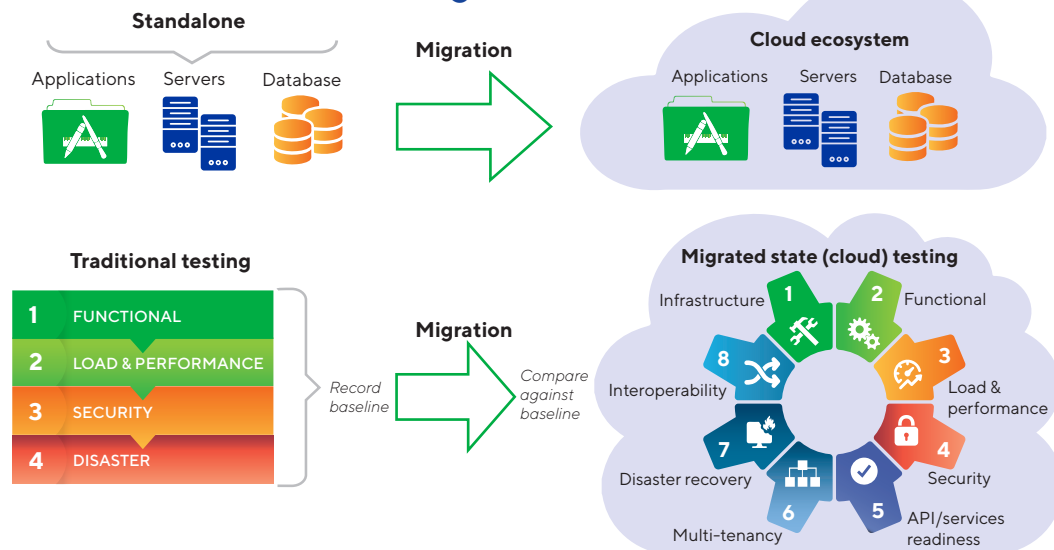 Standalone
Applications
Servers
Database
Migration
Cloud ecosystem
Applications
Servers
Database
Traditional testing
1 FUNCTIONAL
2 LOAD & PERFORMANCE
3 SECURITY
4 DISASTER
Record
baseline
Migration
Compare
against
baseline
Migrated state (cloud) testing
Infrastructure 1
2 Functional
3 Load &
performance
4 Security
5 API/services
readiness
6 Multi-tenancy
7 Disaster recovery
8 Interoperability